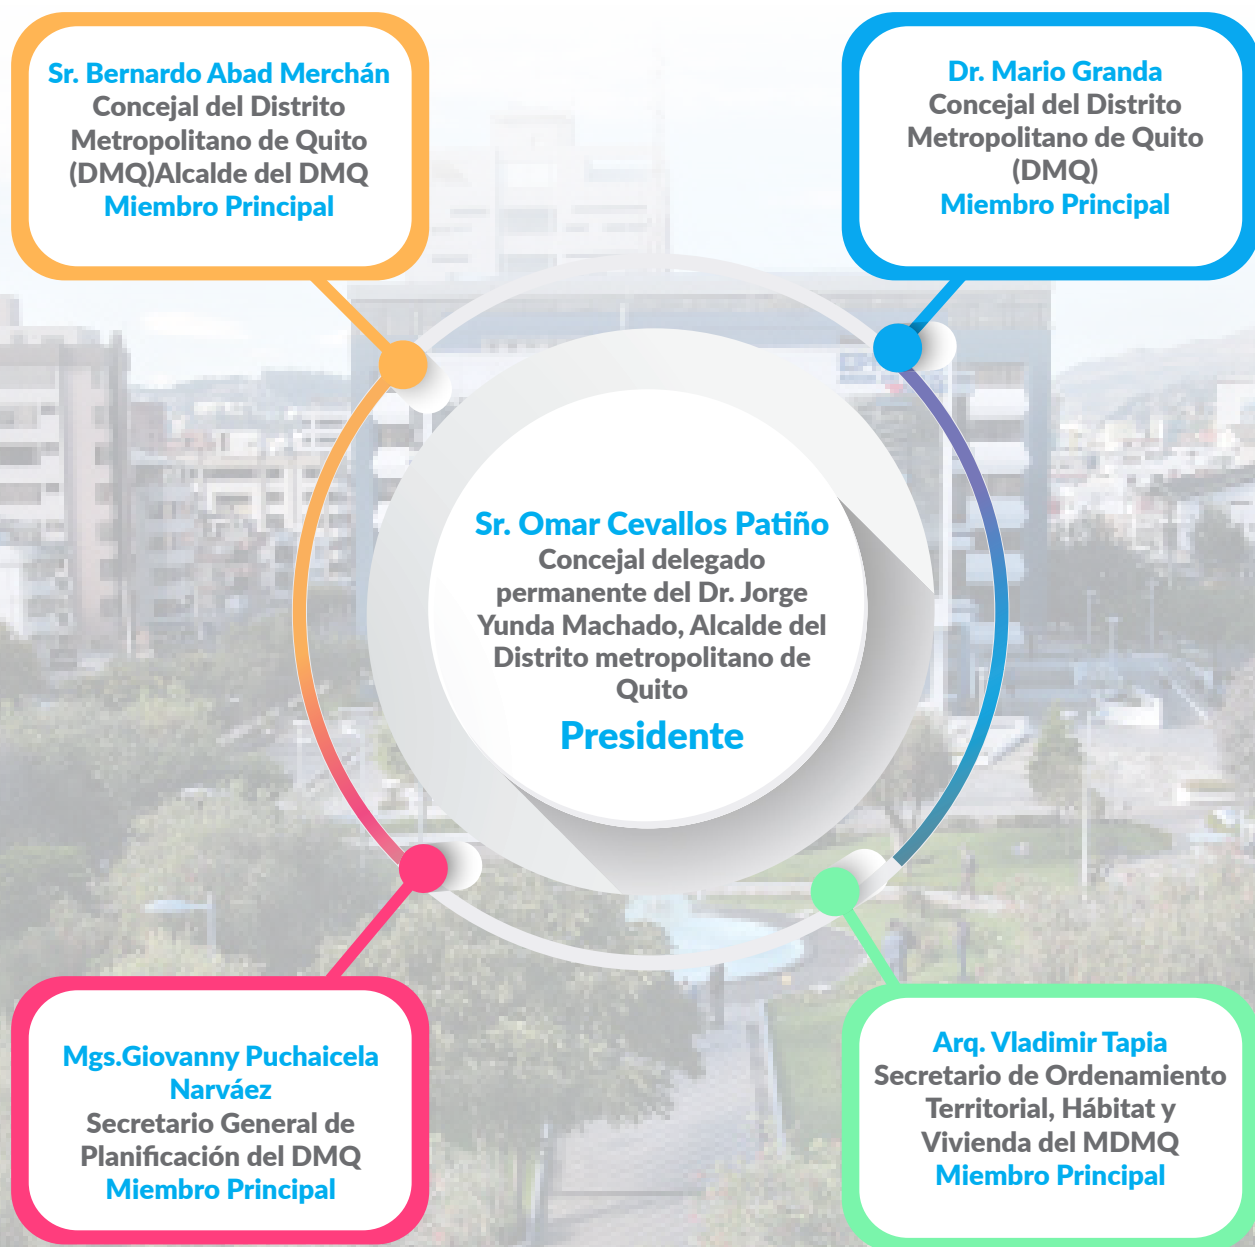 Sr. Bernardo Abad Merchán
Concejal del Distrito
Metropolitano de Quito
(DMQ)Alcalde del DMQ
Miembro Principal
Dr. Mario Granda
Concejal del Distrito
Metropolitano de Quito
(DMQ)
Miembro Principal
Sr. Omar Cevallos Patiño
Concejal delegado
permanente del Dr. Jorge
Yunda Machado, Alcalde del
Distrito metropolitano de
Quito
Presidente
Mgs.Giovanny Puchaicela
Narváez
Secretario General de
Planificación del DMQ
Miembro Principal
Arq. Vladimir Tapia
Secretario de Ordenamiento
Territorial, Hábitat y
Vivienda del MDMQ
Miembro Principal